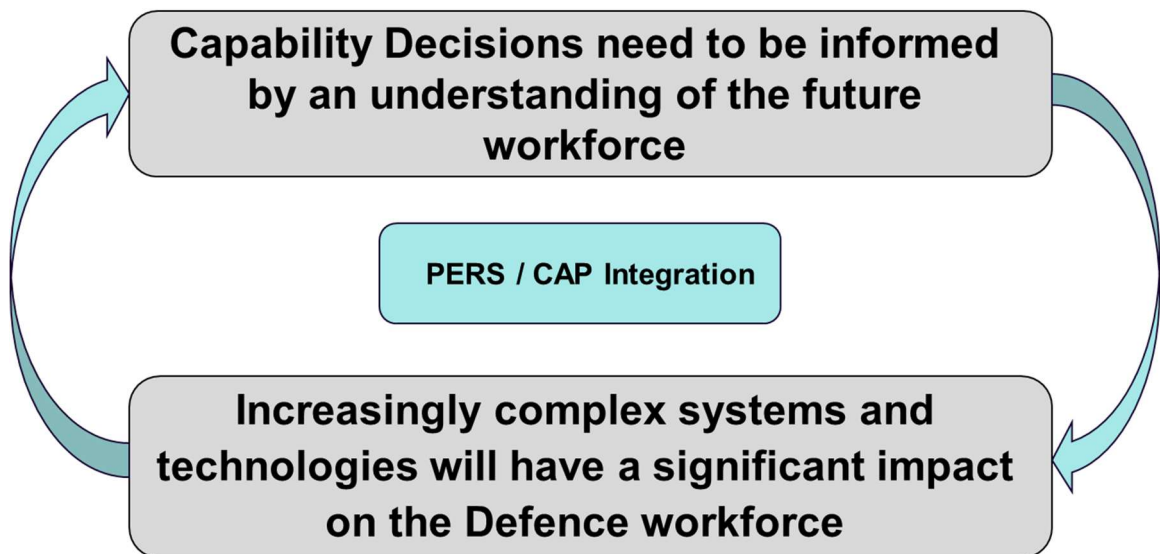 Capability Decisions need to be informed
by an understanding of the future
workforce
PERS / CAP Integration
Increasingly complex systems and
technologies will have a significant impact
on the Defence workforce